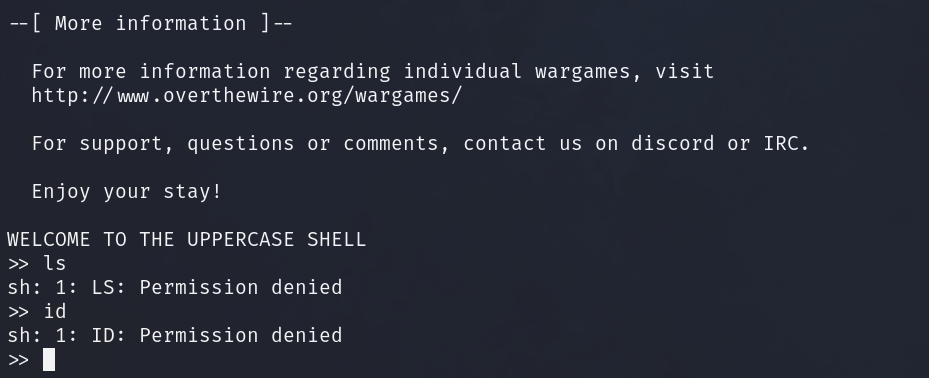 --[ More information ]--
For more information regarding individual wargames, visit
http://www.overthewire.org/wargames/
For support, questions or comments, contact us on discord or IRC.
Enjoy your stay!
WELCOME TO THE UPPERCASE SHELL
>> ls
sh: 1: LS: Permission denied
>> id
sh: 1: ID: Permission denied
>>